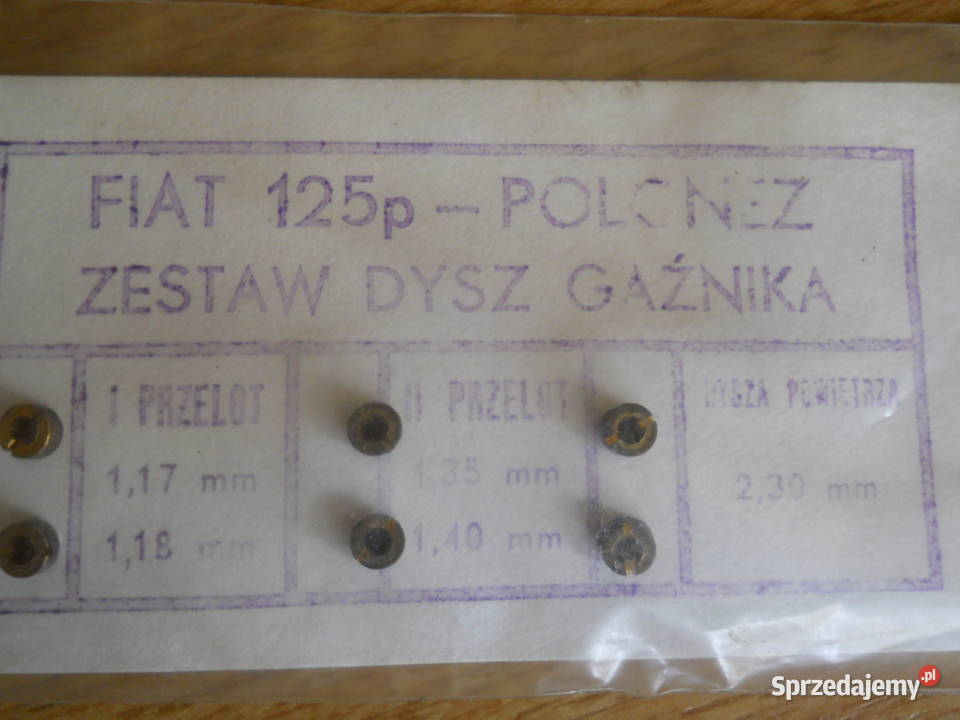 FIAT 125p – POLONEZ
ZESTAW DYSZ GAŹNIKA
I PRZELOT
1,17 mm
1,18 mm
II PRZELOT
1,35 mm
1,40 mm
DYSZA POWIETRZA
2,30 mm
Sprzedajemy.pl